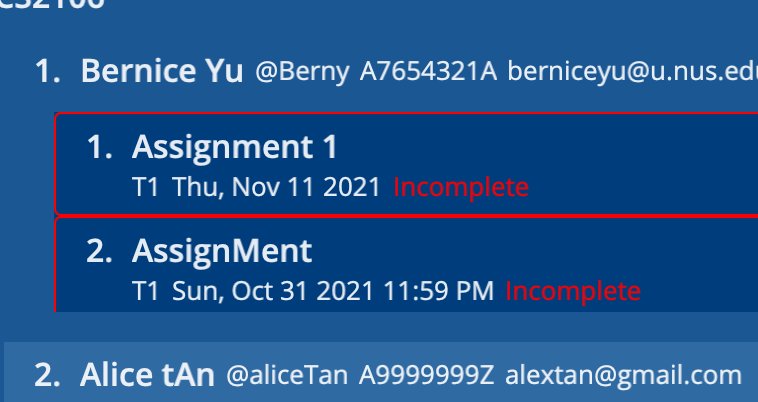 CS2106
1. Bernice Yu @Berny A7654321A berniceyu@u.nus.edu
1. Assignment 1
T1 Thu, Nov 11 2021 Incomplete
2. AssignMent
T1 Sun, Oct 31 2021 11:59 PM Incomplete
2. Alice tAn @aliceTan A9999999Z alextan@gmail.com